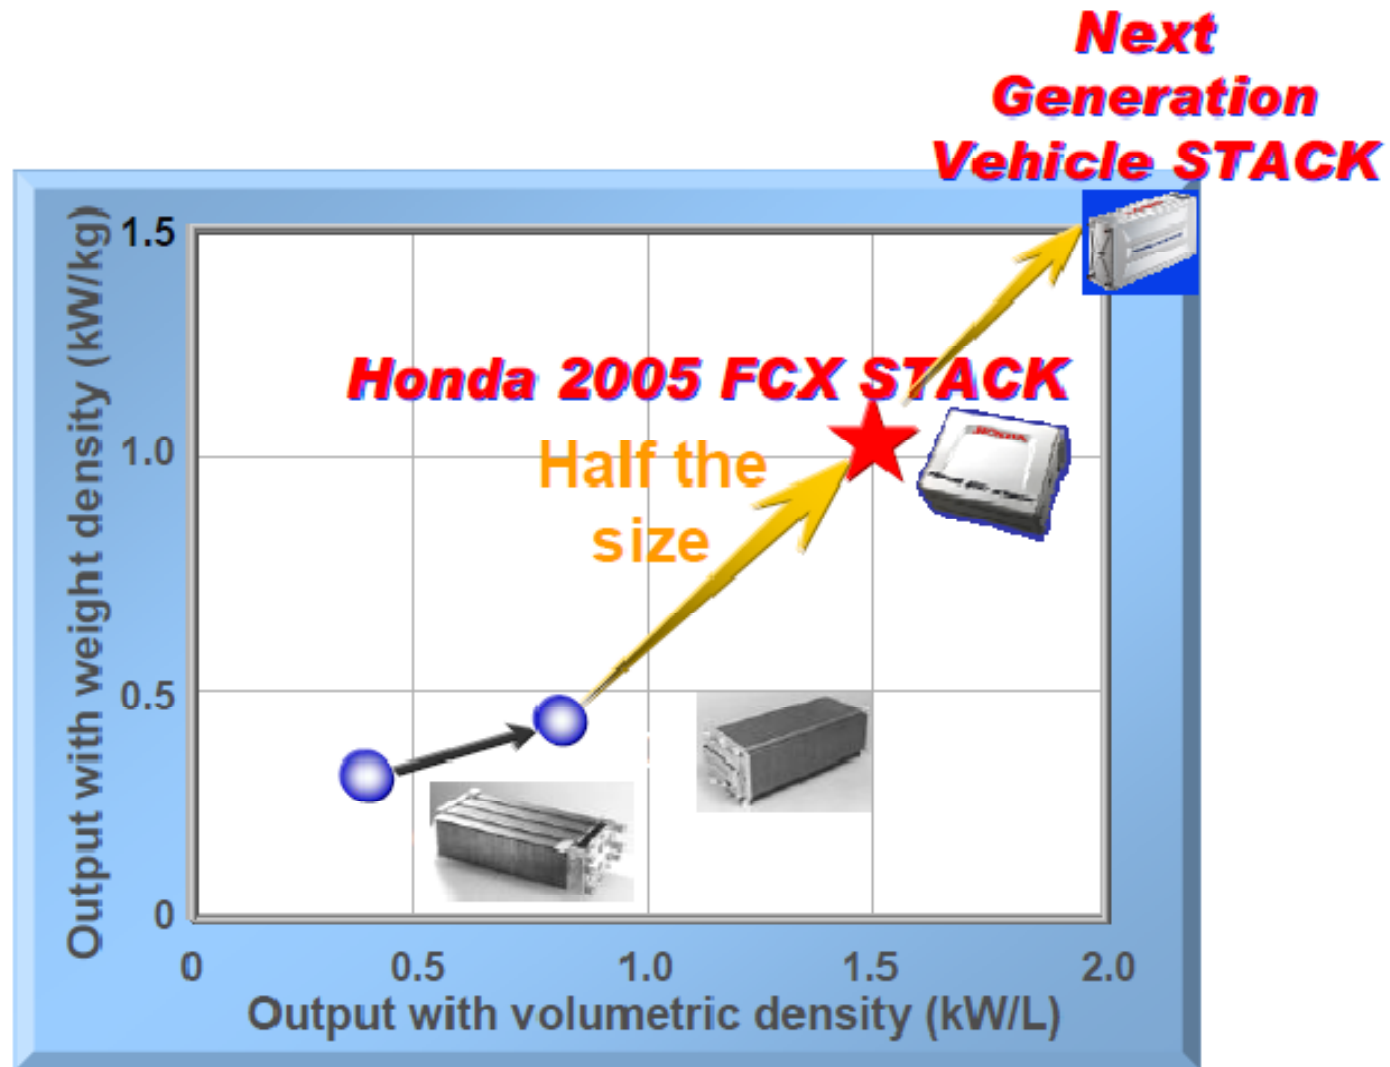 Next
Generation
Vehicle STACK
Output with weight density (kW/kg)
1.5
1.0
0.5
0
Honda 2005 FCX STACK
Half the
size
HONDA
0
0.5
1.0
1.5
2.0
Output with volumetric density (kW/L)